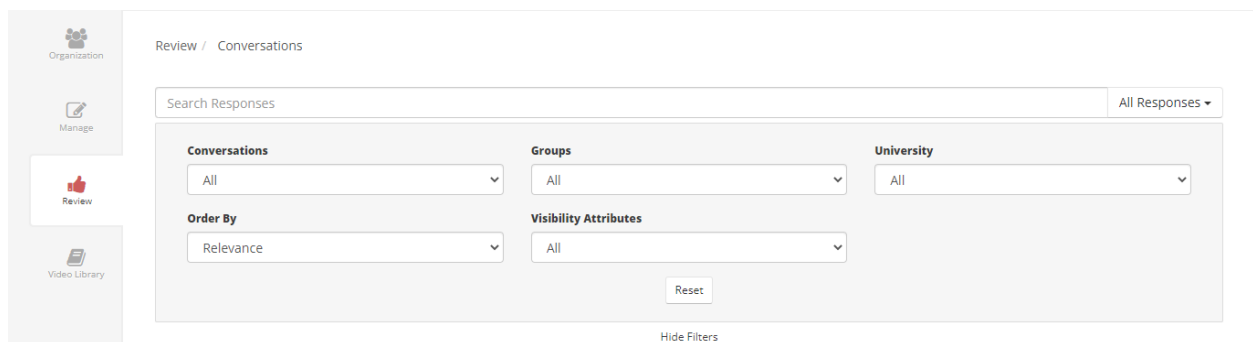 Organization
Manage
Review
Video Library
Review / Conversations
Search Responses
All Responses
Conversations
Groups
University
All
All
All
Order By
Visibility Attributes
Relevance
All
Reset
Hide Filters